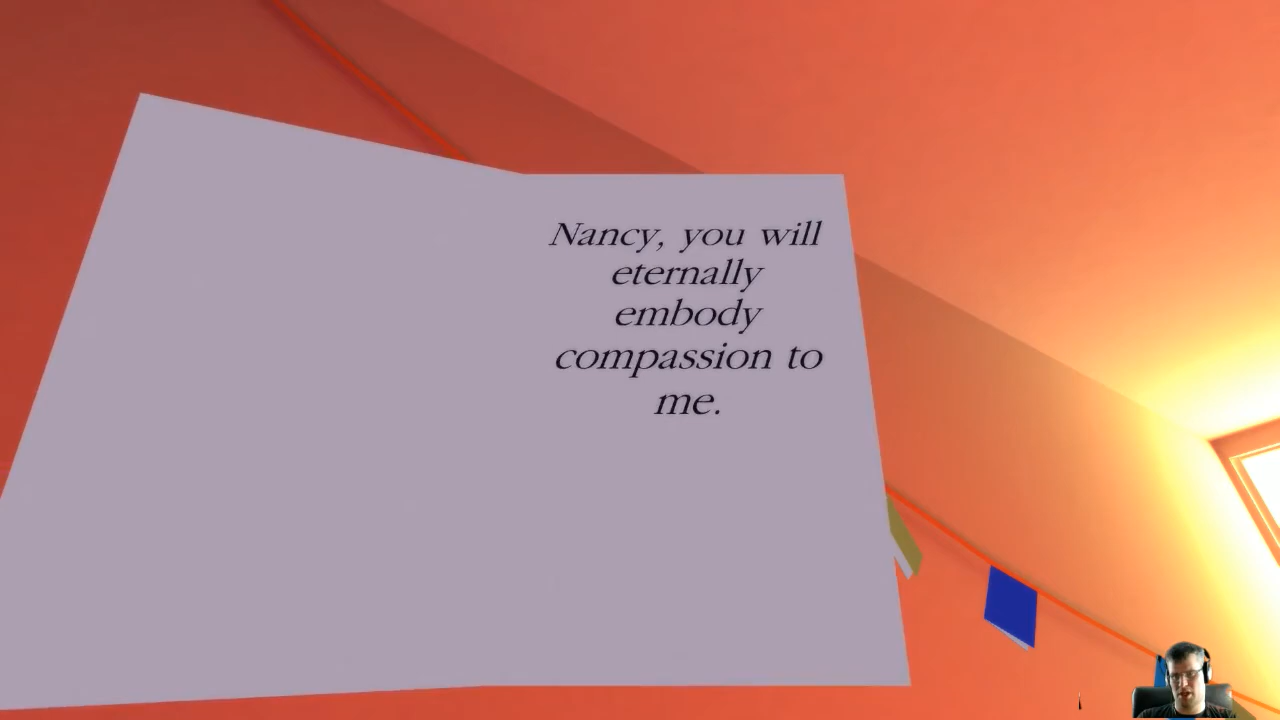 Nancy, you will
eternally
embody
compassion to
me.